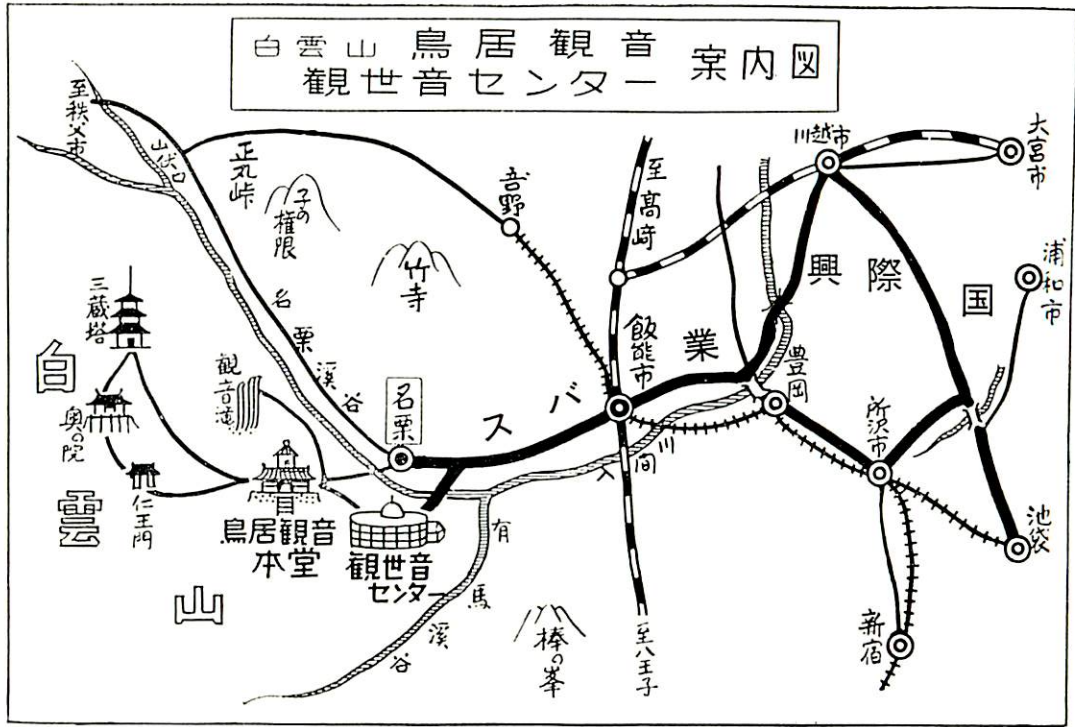 白雲山 鳥居観音
観世音センター 案内図
至秩父市
山伏口
正丸峠
子の権限
竹寺
吾野
至高崎
川越市
大宮市
浦和市
国際興業バス
飯能市
豊岡
所沢市
池袋
新宿
入間川
至八王子
名栗
名栗渓谷
有馬渓谷
棒の峯
三蔵塔
奥の院
仁王門
観音滝
鳥居観音
本堂
観世音
センター
白雲山